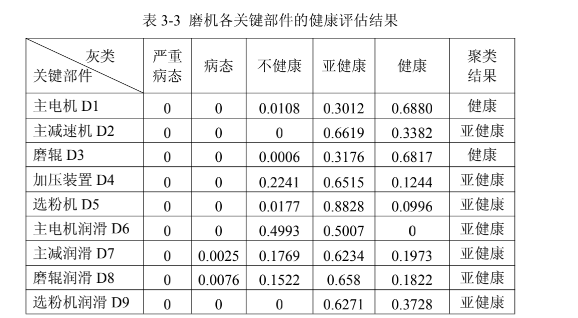 表 3-3 磨机各关键部件的健康评估结果
灰类 关键部件 严重病态 病态 不健康 亚健康 健康 聚类结果
主电机 D1 0 0 0.0108 0.3012 0.6880 健康
主减速机 D2 0 0 0 0.6619 0.3382 亚健康
磨辊 D3 0 0 0.0006 0.3176 0.6817 健康
加压装置 D4 0 0 0.2241 0.6515 0.1244 亚健康
选粉机 D5 0 0 0.0177 0.8828 0.0996 亚健康
主电机润滑 D6 0 0 0.4993 0.5007 0 亚健康
主减润滑 D7 0 0.0025 0.1769 0.6234 0.1973 亚健康
磨辊润滑 D8 0 0.0076 0.1522 0.658 0.1822 亚健康
选粉机润滑 D9 0 0 0 0.6271 0.3728 亚健康